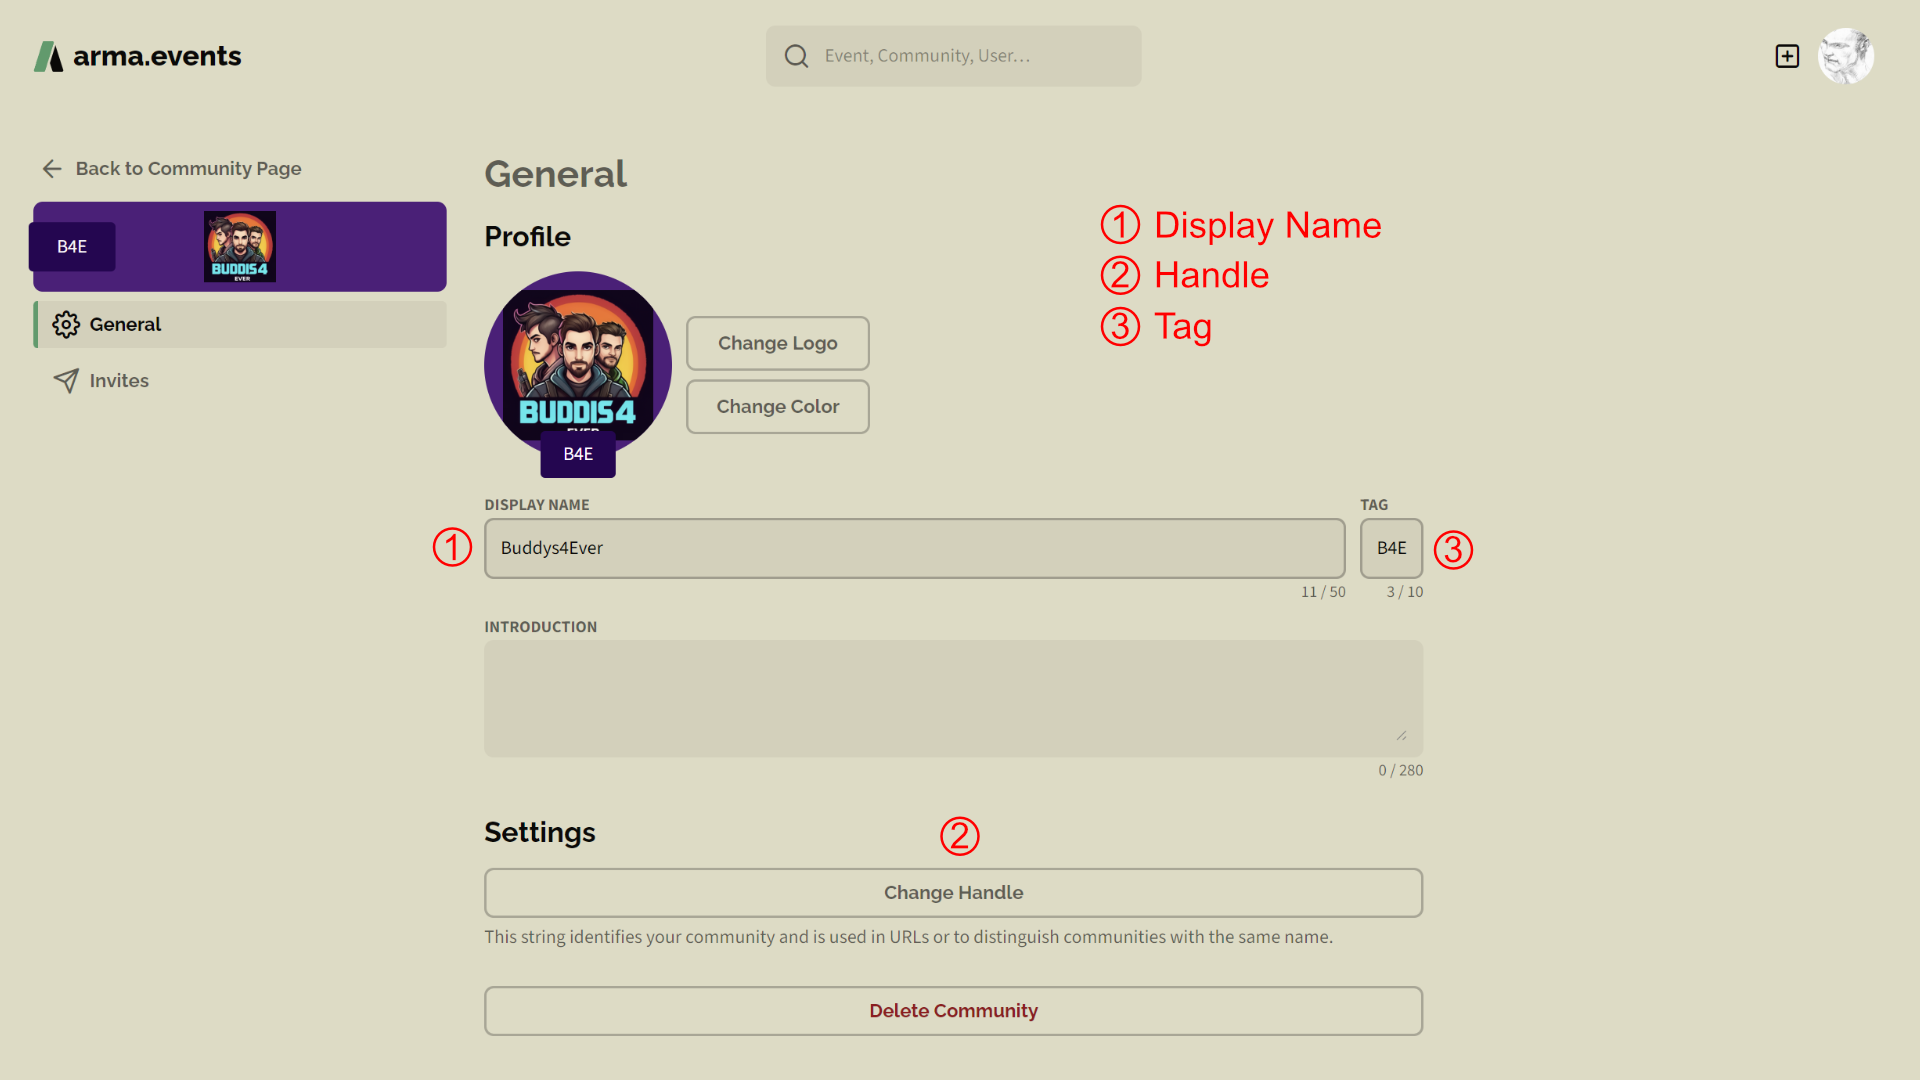 arma.events
Event, Community, User...
Back to Community Page
B4E
BUDDIS4
EVER
General
Invites
General
Profile
① Display Name
② Handle
③ Tag
BUDDIS4
EVER
B4E
Change Logo
Change Color
DISPLAY NAME
TAG
① Buddys4Ever
B4E ③
11 / 50
3 / 10
INTRODUCTION
0 / 280
Settings
②
Change Handle
This string identifies your community and is used in URLs or to distinguish communities with the same name.
Delete Community